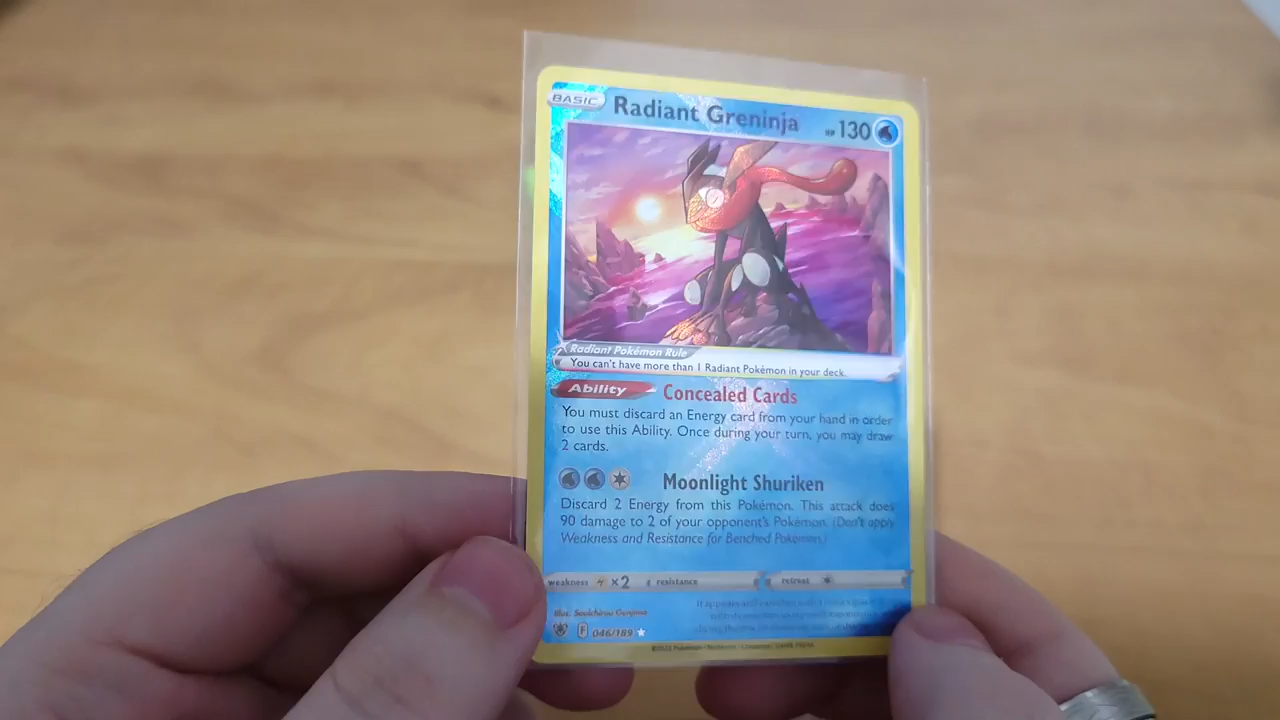 BASIC Radiant Greninja HP 130
Radiant Pokémon Rule
You can't have more than 1 Radiant Pokémon in your deck.
Ability Concealed Cards
You must discard an Energy card from your hand in order
to use this Ability. Once during your turn, you may draw
2 cards.
Moonlight Shuriken
Discard 2 Energy from this Pokémon. This attack does
90 damage to 2 of your opponent's Pokémon. (Don't apply
Weakness and Resistance for Benched Pokémon.)
weakness ×2 resistance retreat
Illus. Souichirou Gunjima
F 046/189
©2022 Pokémon